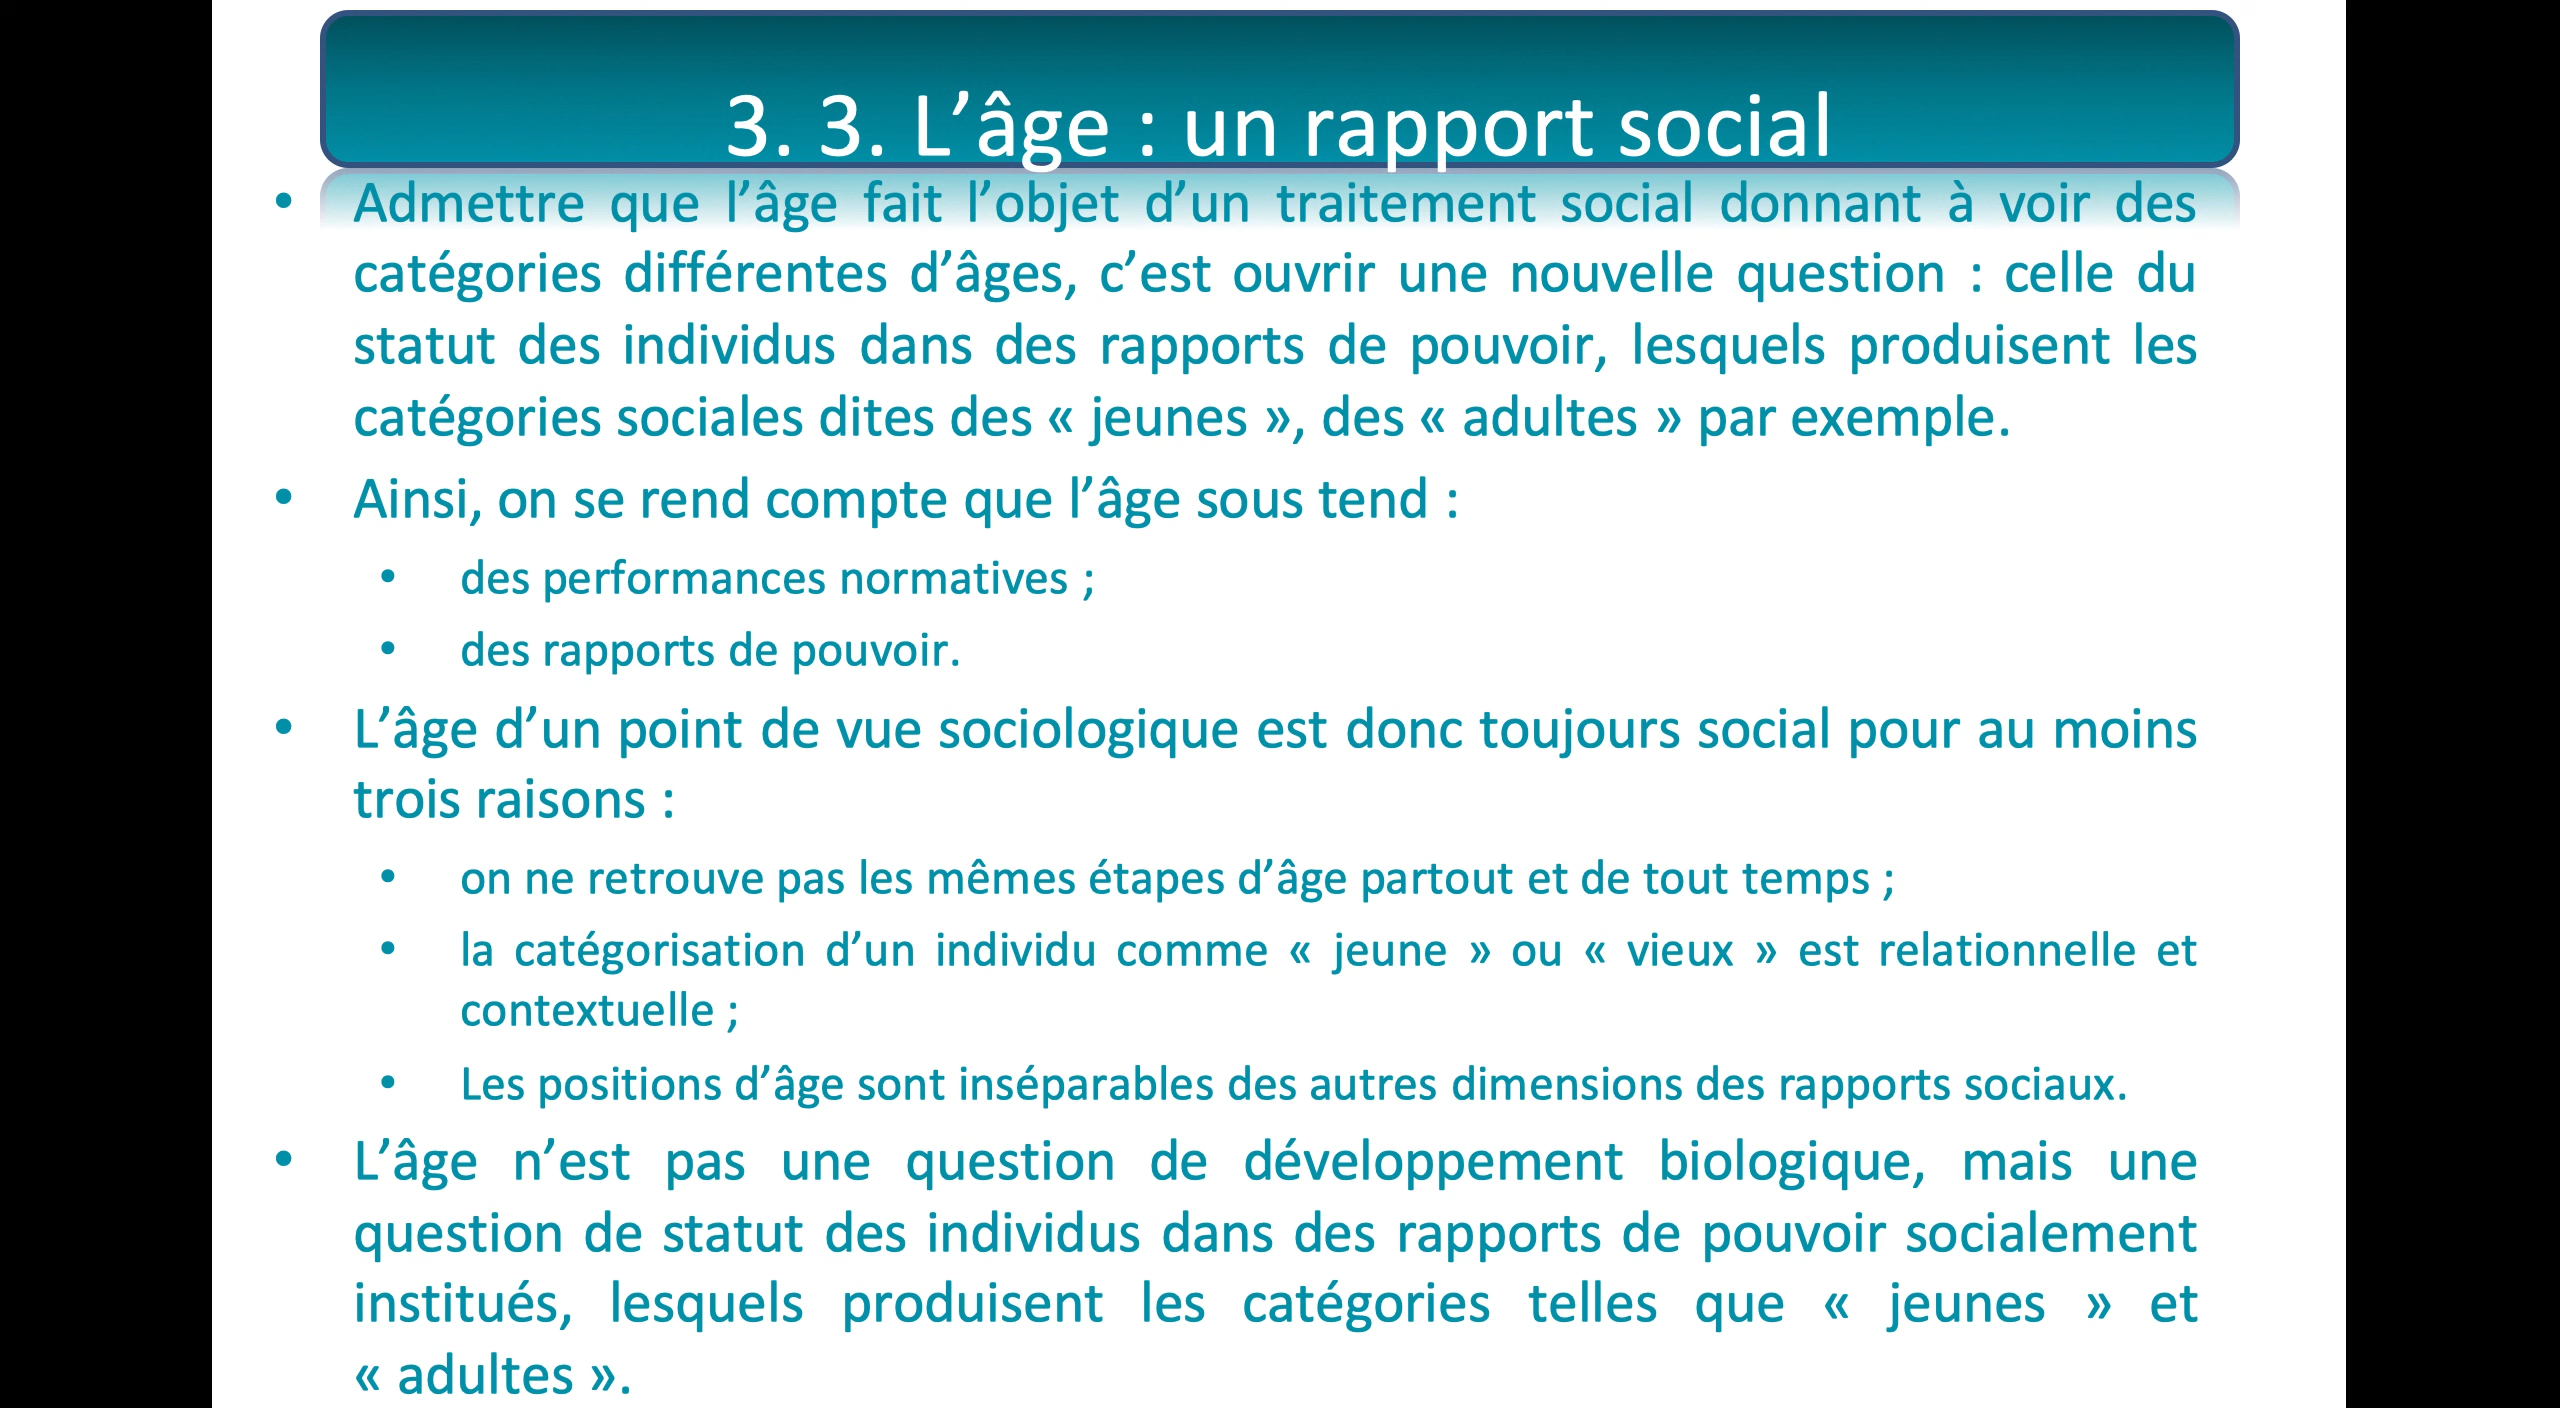 3. 3. L’âge : un rapport social
• Admettre que l’âge fait l’objet d’un traitement social donnant à voir des
catégories différentes d’âges, c’est ouvrir une nouvelle question : celle du
statut des individus dans des rapports de pouvoir, lesquels produisent les
catégories sociales dites des « jeunes », des « adultes » par exemple.
• Ainsi, on se rend compte que l’âge sous tend :
• des performances normatives ;
• des rapports de pouvoir.
• L’âge d’un point de vue sociologique est donc toujours social pour au moins
trois raisons :
• on ne retrouve pas les mêmes étapes d’âge partout et de tout temps ;
• la catégorisation d’un individu comme « jeune » ou « vieux » est relationnelle et
contextuelle ;
• Les positions d’âge sont inséparables des autres dimensions des rapports sociaux.
• L’âge n’est pas une question de développement biologique, mais une
question de statut des individus dans des rapports de pouvoir socialement
institués, lesquels produisent les catégories telles que « jeunes » et
« adultes ».